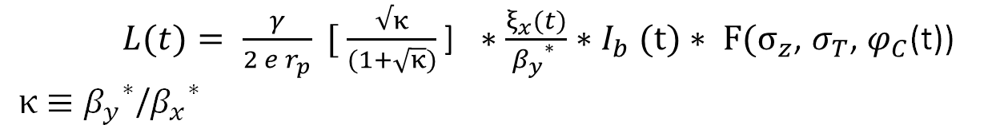 L(t) = γ / (2 e r_p) [√κ / (1+√κ)] * ξ_x(t) / β_y^* * I_b (t) * F(σ_z, σ_T, φ_C(t))
κ ≡ β_y^*/β_x^*